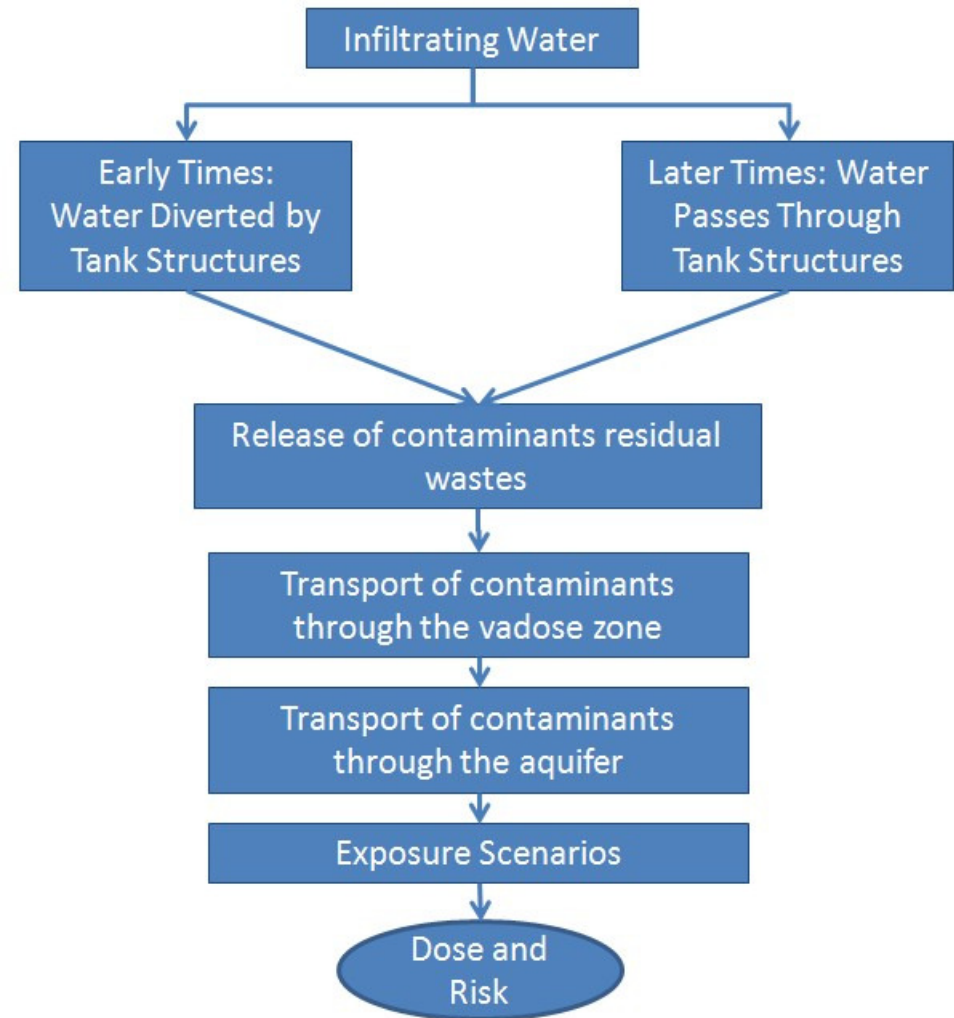 Infiltrating Water
Early Times:
Water Diverted by
Tank Structures
Later Times: Water
Passes Through
Tank Structures
Release of contaminants residual
wastes
Transport of contaminants
through the vadose zone
Transport of contaminants
through the aquifer
Exposure Scenarios
Dose and
Risk